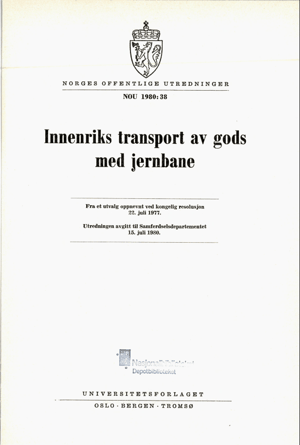 NORGES OFFENTLIGE UTREDNINGER
NOU 1980:38
Innenriks transport av gods
med jernbane
Fra et utvalg oppnevnt ved kongelig resolusjon
22. juli 1977.
Utredningen avgitt til Samferdselsdepartementet
15. juli 1980.
Depotbiblioteket
UNIVERSITETSFORLAGET
OSLO - BERGEN - TROMSØ